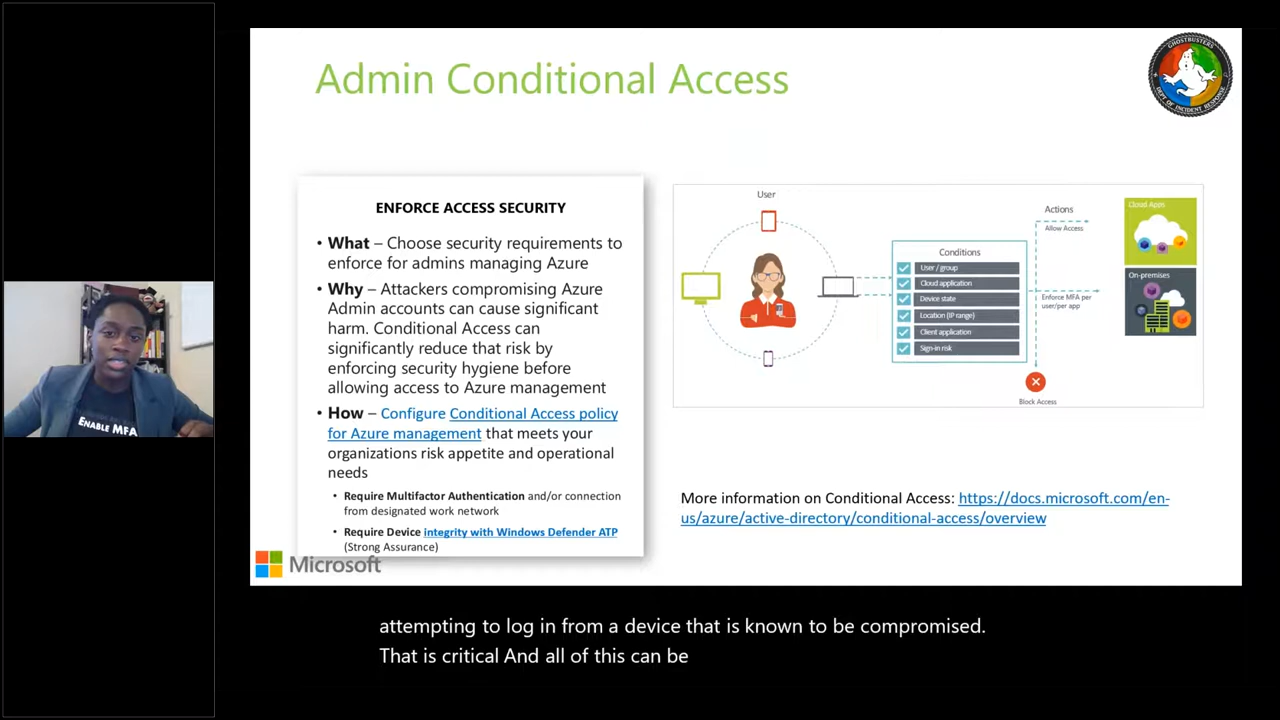 Admin Conditional Access
GHOSTBUSTERS
DEPT OF INCIDENT RESPONSE
ENFORCE ACCESS SECURITY
• What – Choose security requirements to
enforce for admins managing Azure
• Why – Attackers compromising Azure
Admin accounts can cause significant
harm. Conditional Access can
significantly reduce that risk by
enforcing security hygiene before
allowing access to Azure management
• How – Configure Conditional Access policy
for Azure management that meets your
organizations risk appetite and operational
needs
• Require Multifactor Authentication and/or connection
from designated work network
• Require Device integrity with Windows Defender ATP
(Strong Assurance)
Microsoft
User
Conditions
User / group
Cloud application
Device state
Location (IP range)
Client application
Sign-in risk
Actions
Allow Access
Enforce MFA per
user/per app
Block Access
Cloud Apps
On-premises
More information on Conditional Access: https://docs.microsoft.com/en-
us/azure/active-directory/conditional-access/overview
ENABLE MFA
attempting to log in from a device that is known to be compromised.
That is critical And all of this can be